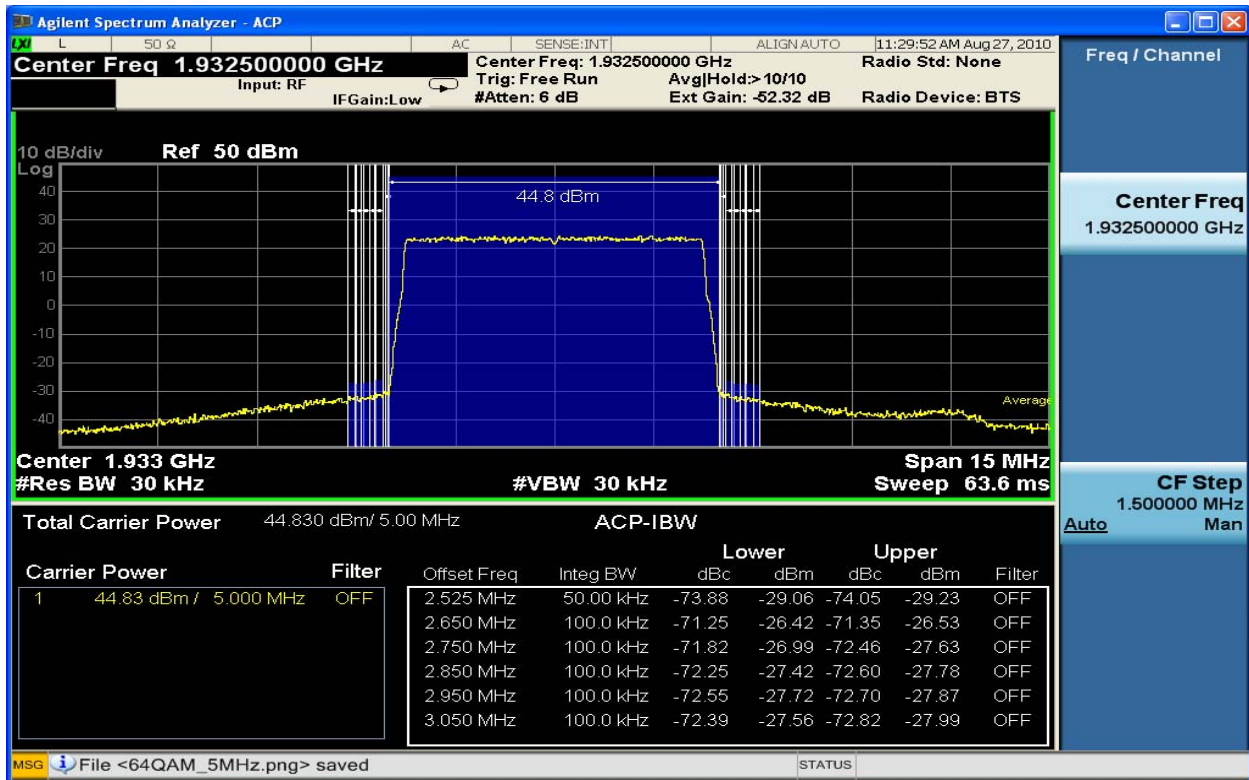 Agilent Spectrum Analyzer - ACP
LXI L 50 Ω AC SENSE:INT ALIGN AUTO 11:29:52 AM Aug 27, 2010
Center Freq 1.932500000 GHz
Input: RF
IFGain:Low
Center Freq: 1.932500000 GHz
Trig: Free Run
#Atten: 6 dB
Avg|Hold:> 10/10
Ext Gain: -52.32 dB
Radio Std: None
Radio Device: BTS
10 dB/div Ref 50 dBm
Log
40
30
20
10
0
-10
-20
-30
-40
44.8 dBm
Average
Center 1.933 GHz Span 15 MHz
#Res BW 30 kHz #VBW 30 kHz Sweep 63.6 ms
Total Carrier Power 44.830 dBm/ 5.00 MHz ACP-IBW
Lower Upper
Carrier Power Filter Offset Freq Integ BW dBc dBm dBc dBm Filter
1 44.83 dBm / 5.000 MHz OFF 2.525 MHz 50.00 kHz -73.88 -29.06 -74.05 -29.23 OFF
2.650 MHz 100.0 kHz -71.25 -26.42 -71.35 -26.53 OFF
2.750 MHz 100.0 kHz -71.82 -26.99 -72.46 -27.63 OFF
2.850 MHz 100.0 kHz -72.25 -27.42 -72.60 -27.78 OFF
2.950 MHz 100.0 kHz -72.55 -27.72 -72.70 -27.87 OFF
3.050 MHz 100.0 kHz -72.39 -27.56 -72.82 -27.99 OFF
MSG File <64QAM_5MHz.png> saved STATUS
Freq / Channel
Center Freq
1.932500000 GHz
CF Step
1.500000 MHz
Auto Man